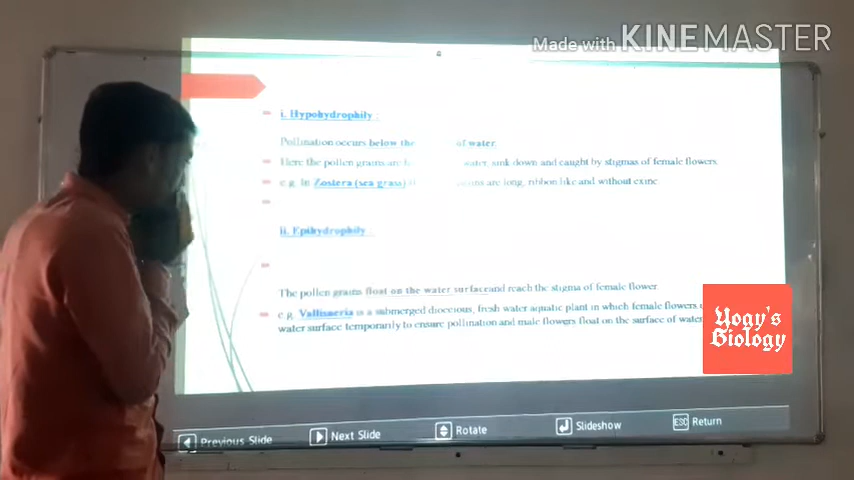 Made with KINEMASTER
i. Hypohydrophily :
Pollination occurs below the of water.
Here the pollen grains are water, sink down and caught by stigmas of female flowers.
e.g. In Zostera (sea grass) are long, ribbon like and without exine.
ii. Epihydrophily :
The pollen grains float on the water surface and reach the stigma of female flower
e.g. Vallisneria is a submerged dioecious, fresh water aquatic plant in which female flowers
water surface temporarily to ensure pollination and male flowers float on the surface of water
Yogy's
Biology
Previous Slide
Next Slide
Rotate
Slideshow
ESC Return